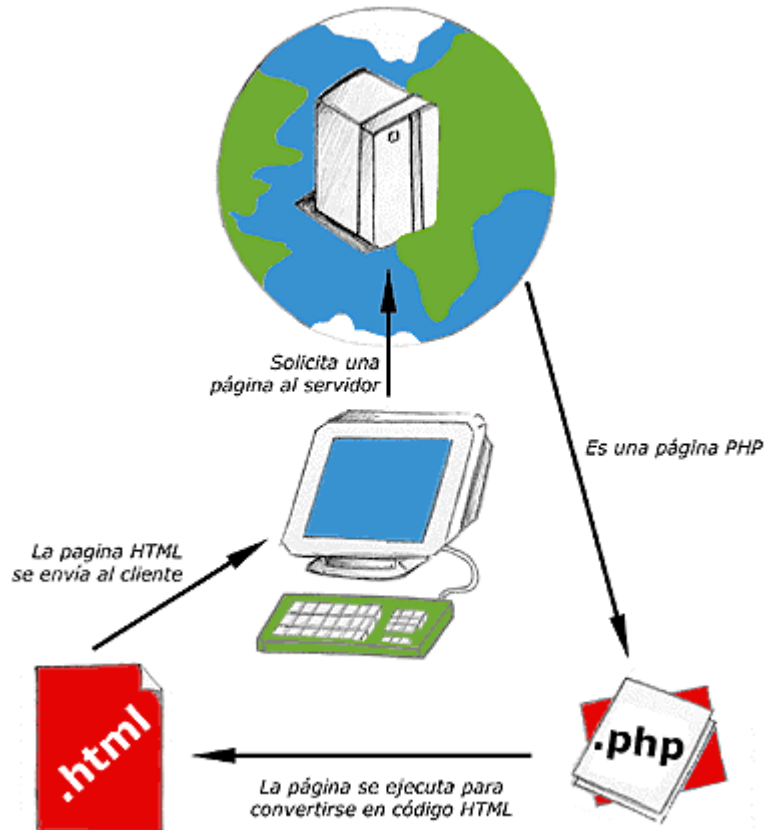 Solicita una
página al servidor
Es una página PHP
La pagina HTML
se envía al cliente
.html
.php
La página se ejecuta para
convertirse en código HTML